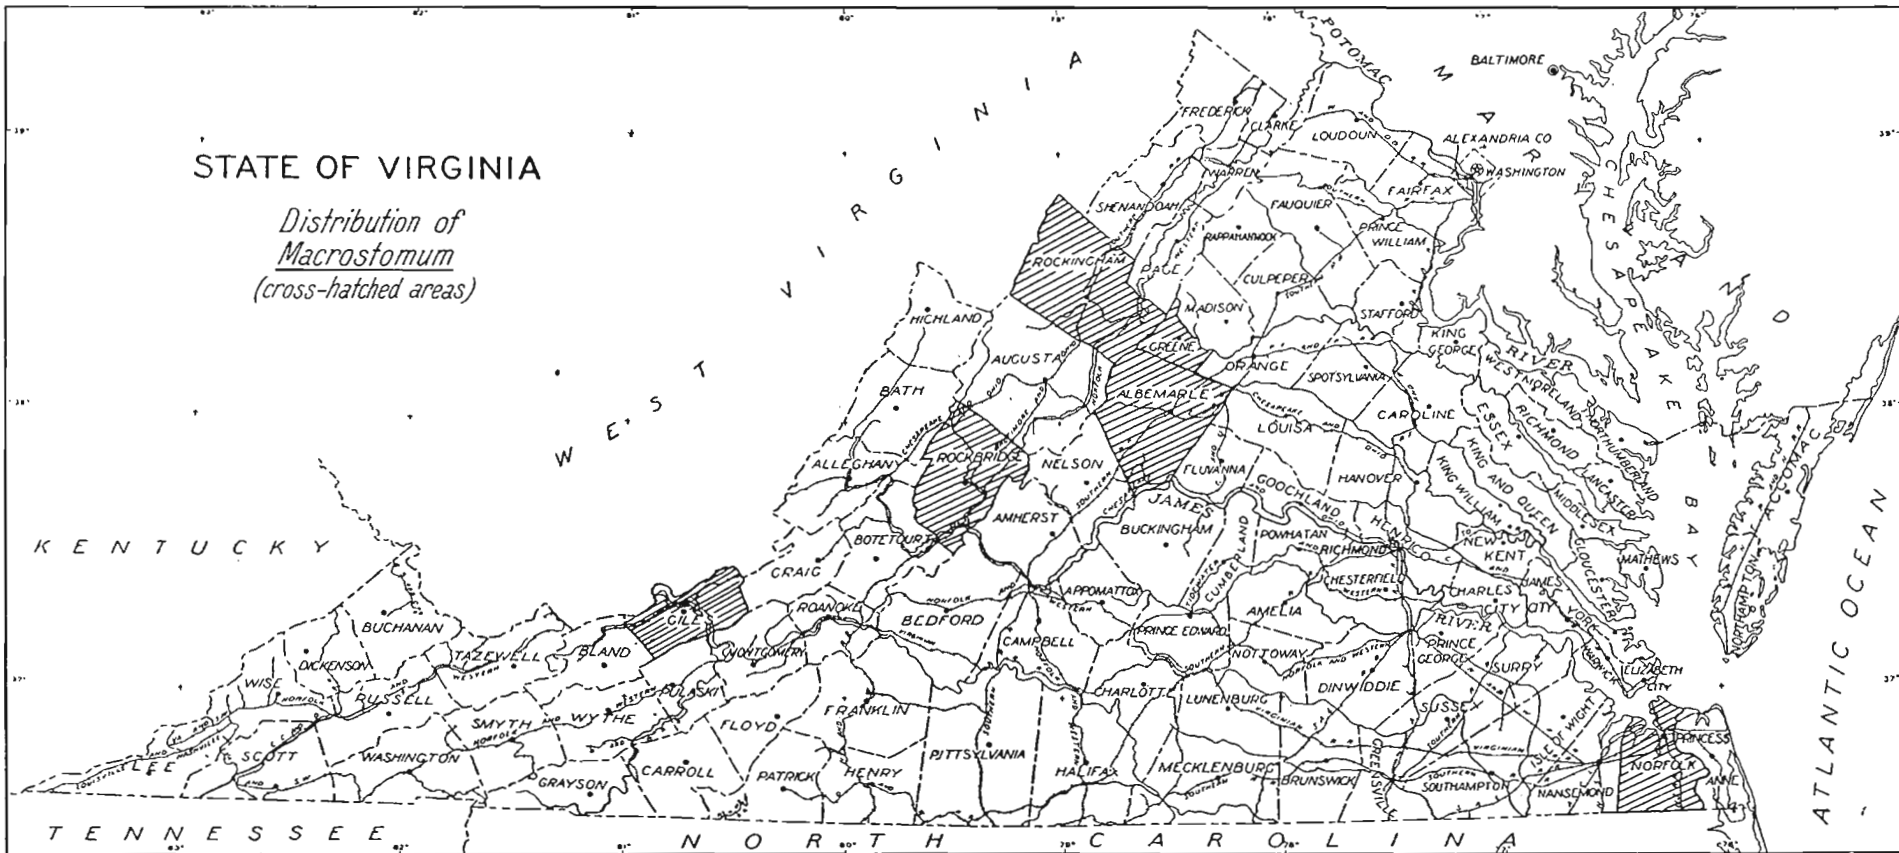 STATE OF VIRGINIA
Distribution of
Macrostomum
(cross-hatched areas)
WEST VIRGINIA
KENTUCKY
TENNESSEE
NORTH CAROLINA
ATLANTIC OCEAN
CHESAPEAKE
BAY
POTOMAC
RIVER
BALTIMORE
ALEXANDRIA CO
WASHINGTON
FREDERICK
CLARKE
LOUDOUN
WARREN
FAIRFAX
SHENANDOAH
FAUQUIER
RAPPAHANNOCK
PRINCE
WILLIAM
ROCKINGHAM
PAGE
CULPEPER
MADISON
STAFFORD
HIGHLAND
GREENE
KING
GEORGE
AUGUSTA
ORANGE
WESTMORELAND
SPOTSYLVANIA
BATH
ALBEMARLE
CAROLINE
ESSEX
RICHMOND
NORTHUMBERLAND
LOUISA
ALLEGHANY
ROCKBRIDGE
NELSON
FLUVANNA
HANOVER
KING WILLIAM
KING
AND QUEEN
LANCASTER
MIDDLESEX
ACCOMAC
GOOCHLAND
JAMES
AMHERST
BUCKINGHAM
HENRICO
BOTETOURT
POWHATAN
RICHMOND
NEW
KENT
GLOUCESTER
MATHEWS
CUMBERLAND
CRAIG
CHESTERFIELD
CHARLES
CITY
JAMES
CITY
YORK
NORTHAMPTON
APPOMATTOX
GILES
ROANOKE
BEDFORD
AMELIA
RIVER
BUCHANAN
CAMPBELL
PRINCE EDWARD
PRINCE
GEORGE
WARWICK
ELIZABETH
CITY
DICKENSON
TAZEWELL
BLAND
MONTGOMERY
NOTTOWAY
SURRY
WISE
RUSSELL
PULASKI
CHARLOTTE
LUNENBURG
DINWIDDIE
SUSSEX
ISLE OF WIGHT
SMYTH
WYTHE
FLOYD
FRANKLIN
PITTSYLVANIA
PRINCESS
ANNE
LEE
SCOTT
WASHINGTON
GRAYSON
CARROLL
PATRICK
HENRY
HALIFAX
MECKLENBURG
BRUNSWICK
GREENSVILLE
SOUTHAMPTON
NANSEMOND
NORFOLK